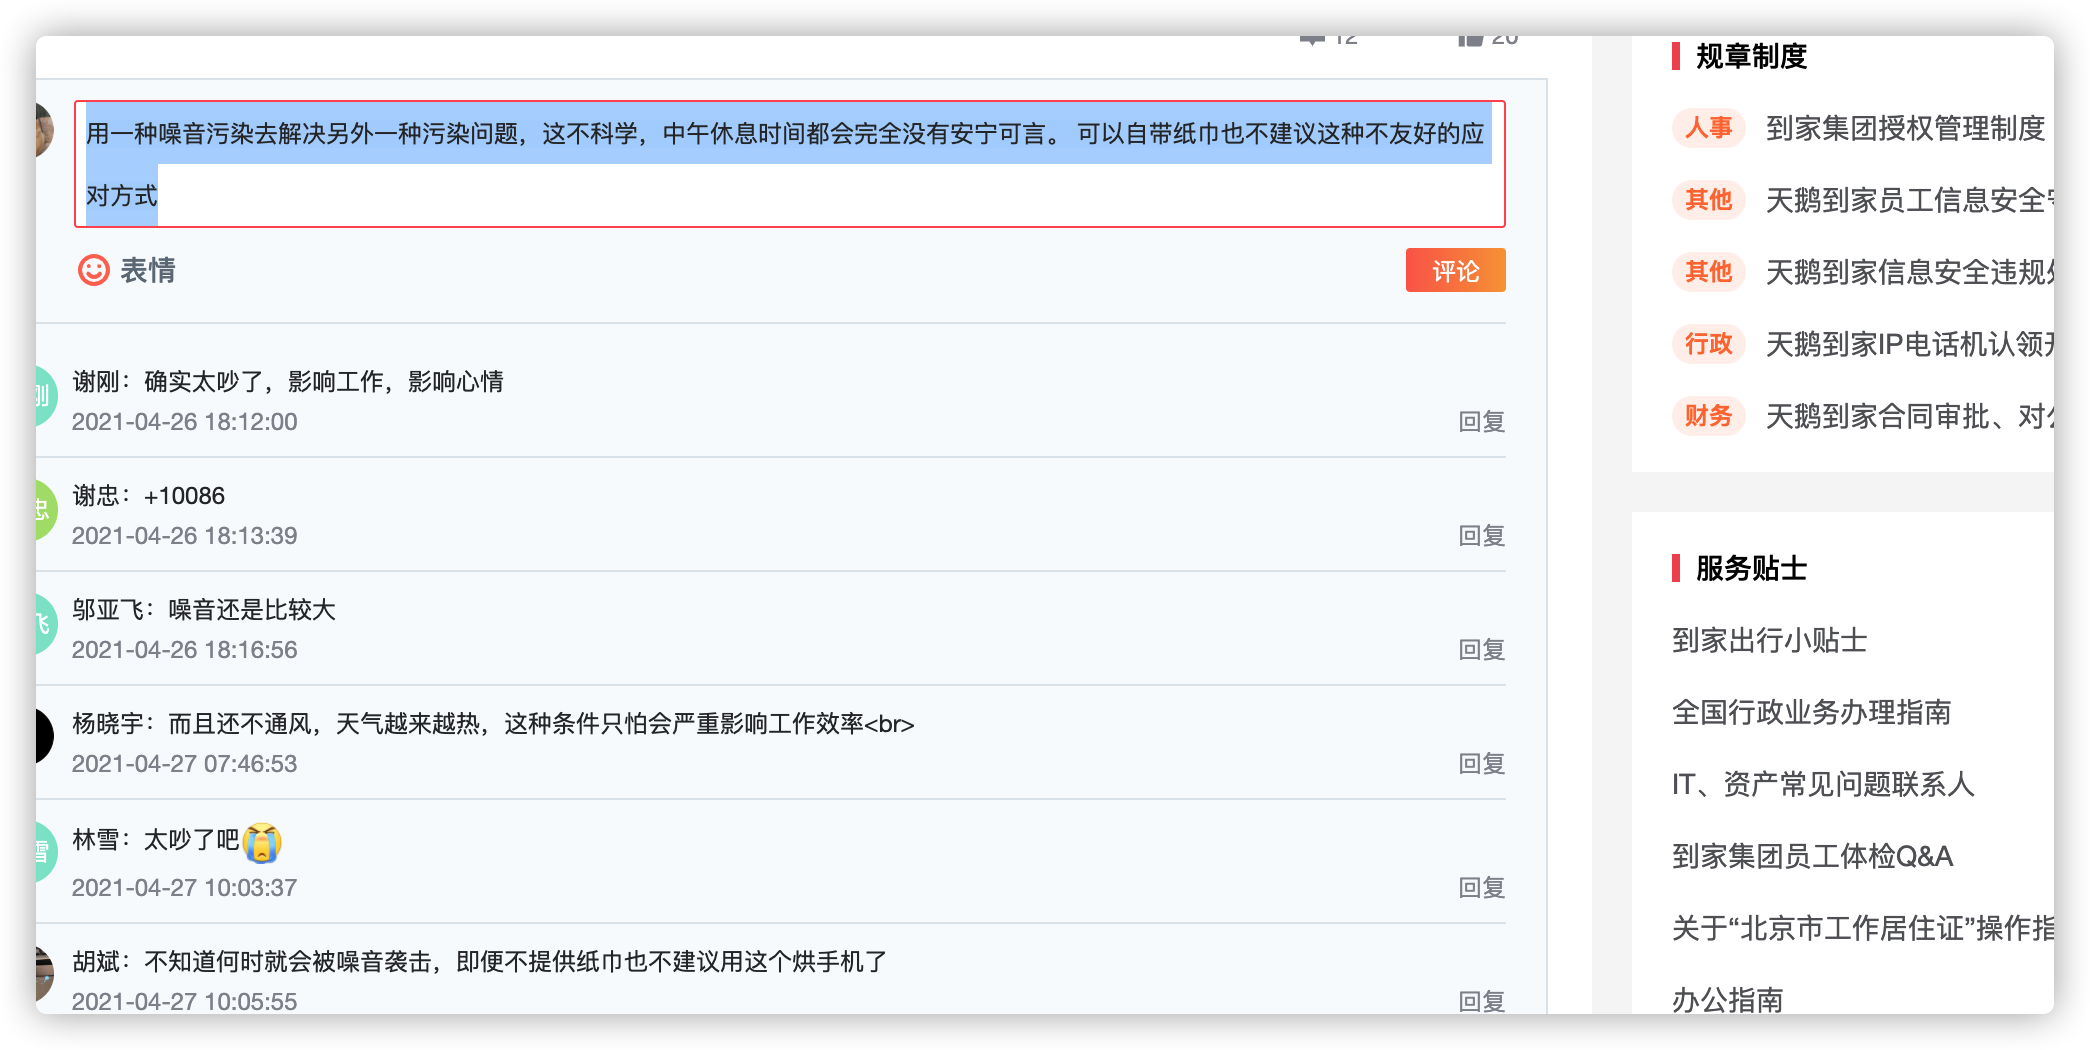 用一种噪音污染去解决另外一种污染问题，这不科学，中午休息时间都会完全没有安宁可言。 可以自带纸巾也不建议这种不友好的应
对方式
表情
评论
谢刚：确实太吵了，影响工作，影响心情
2021-04-26 18:12:00
回复
谢忠：+10086
2021-04-26 18:13:39
回复
邬亚飞：噪音还是比较大
2021-04-26 18:16:56
回复
杨晓宇：而且还不通风，天气越来越热，这种条件只怕会严重影响工作效率<br>
2021-04-27 07:46:53
回复
林雪：太吵了吧
2021-04-27 10:03:37
回复
胡斌：不知道何时就会被噪音袭击，即便不提供纸巾也不建议用这个烘手机了
2021-04-27 10:05:55
回复
规章制度
人事 到家集团授权管理制度
其他 天鹅到家员工信息安全
其他 天鹅到家信息安全违规
行政 天鹅到家IP电话机认领
财务 天鹅到家合同审批、对
服务贴士
到家出行小贴士
全国行政业务办理指南
IT、资产常见问题联系人
到家集团员工体检Q&A
关于“北京市工作居住证”操作指
办公指南